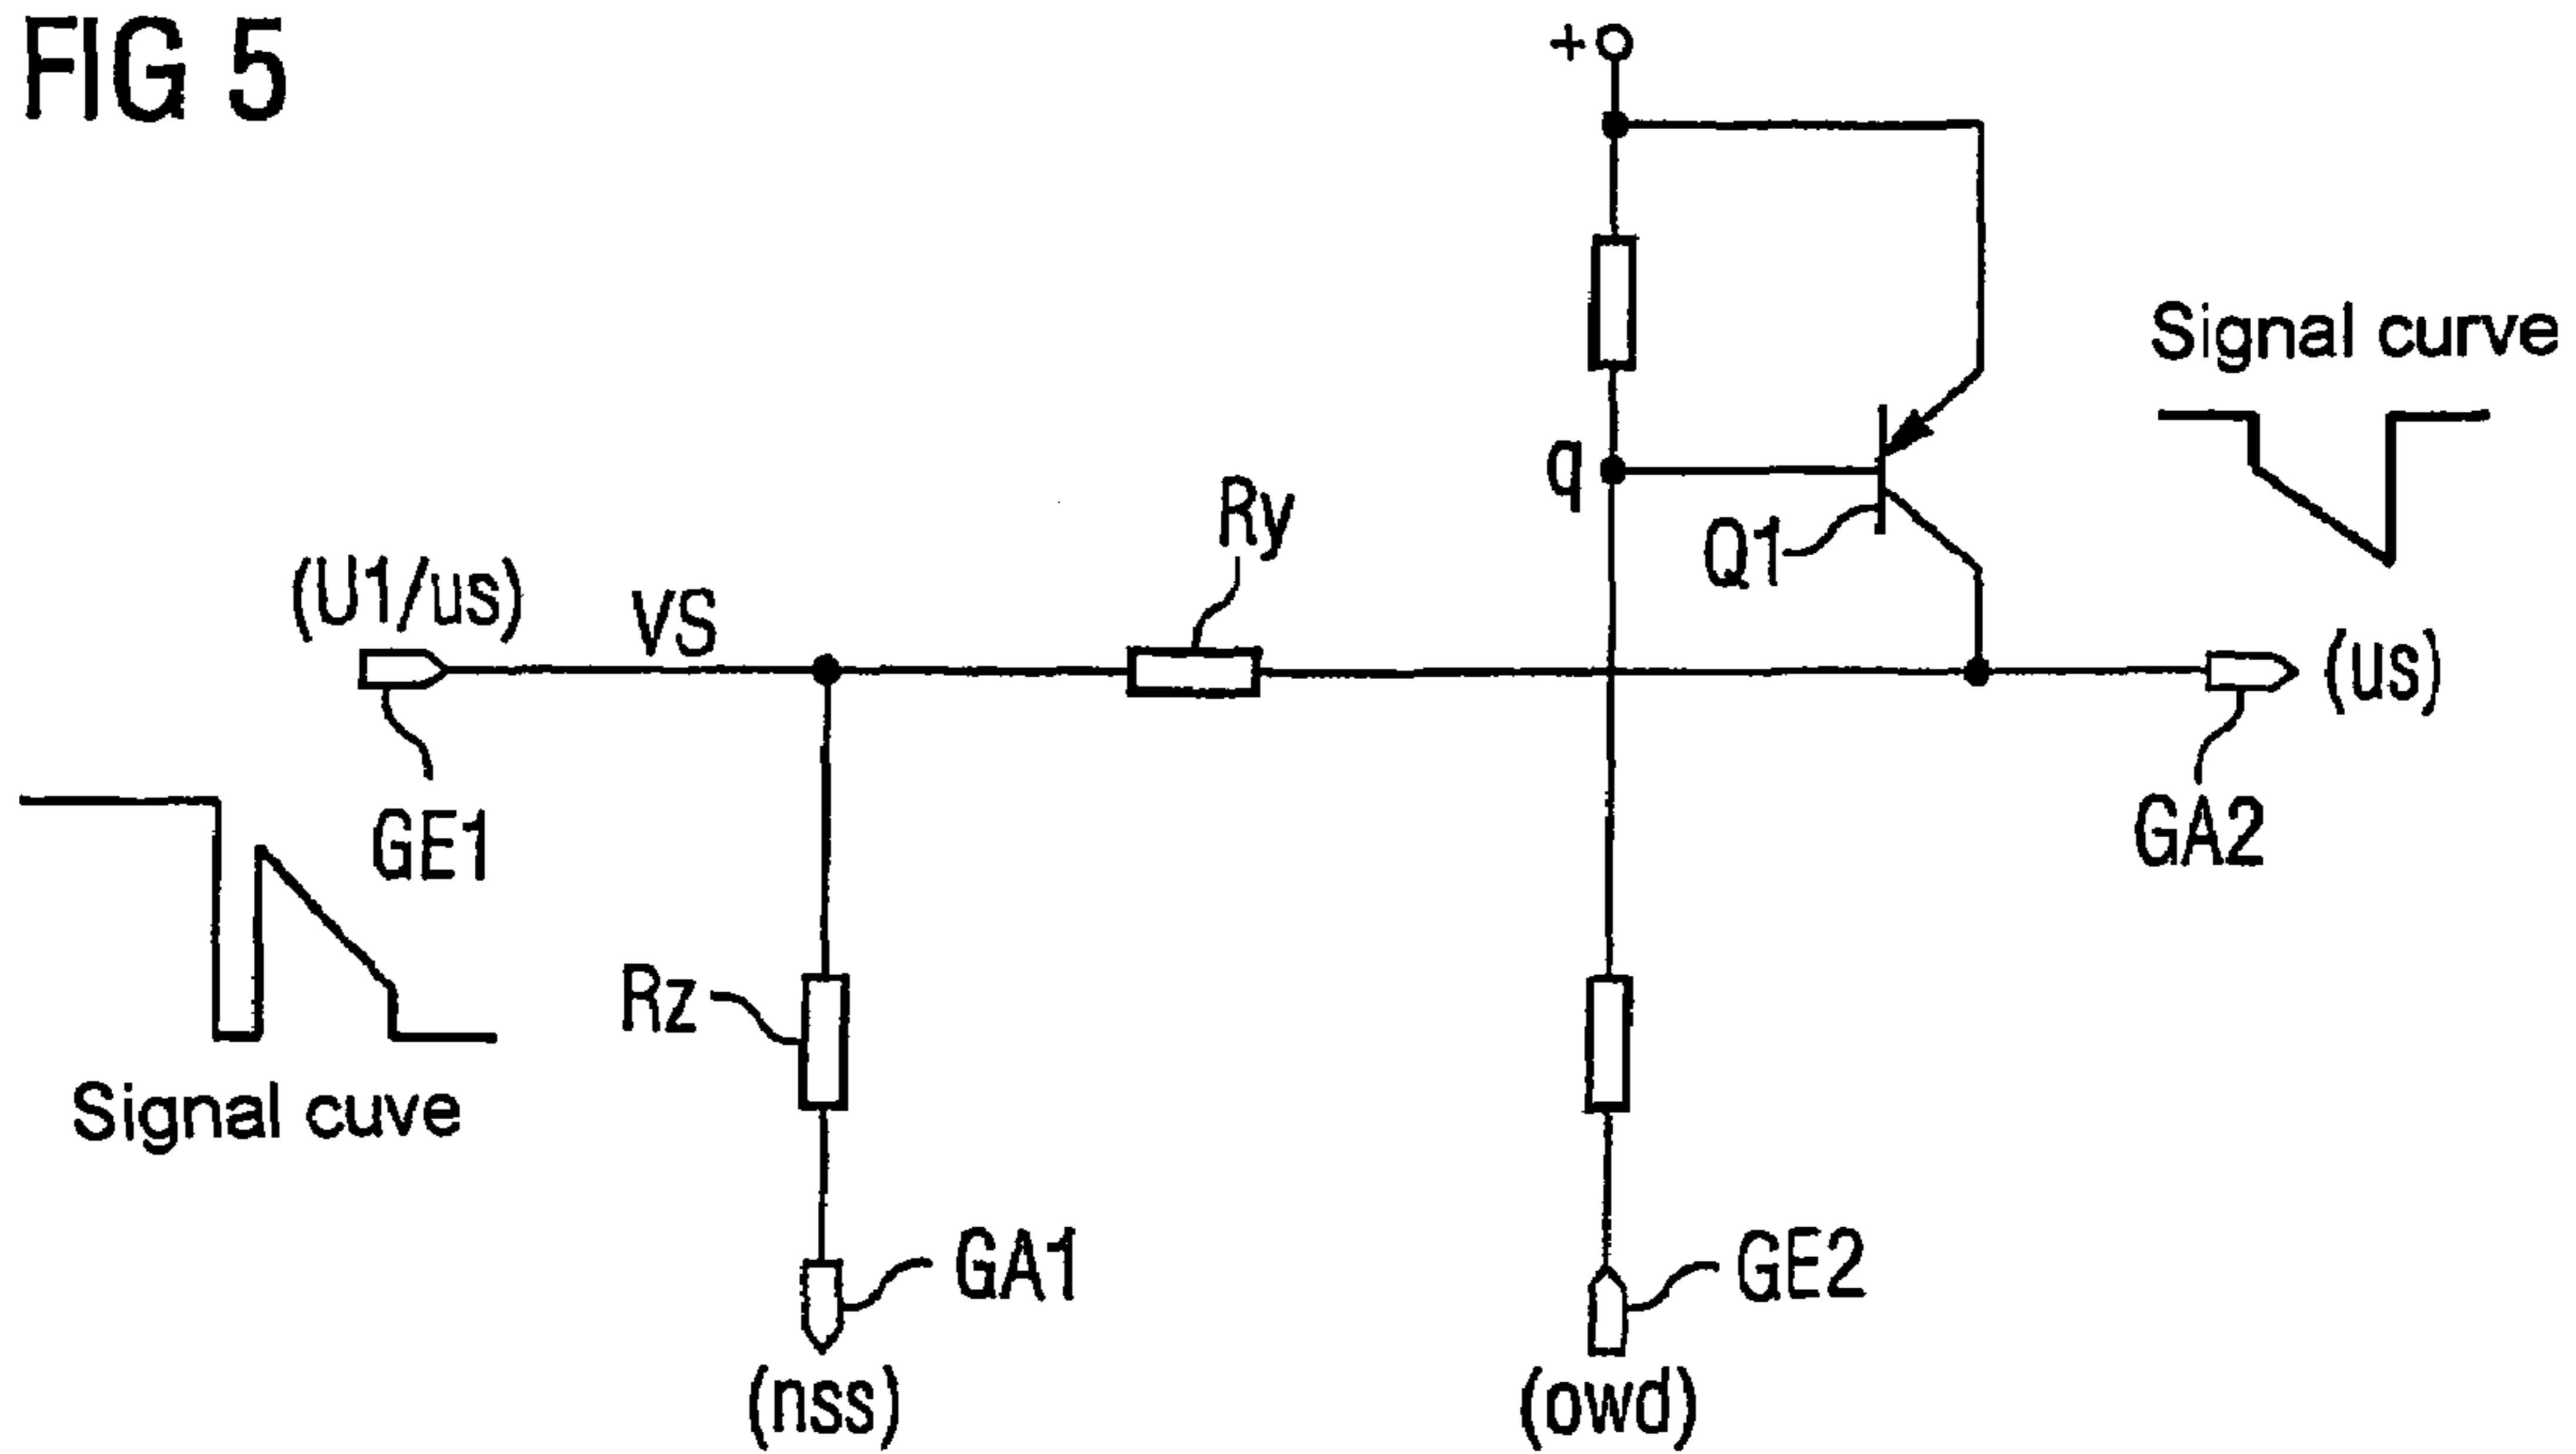 FIG 5
+
Signal curve
q
Ry
Q1
(U1/us)
VS
(us)
GE1
GA2
Rz
Signal cuve
GA1
GE2
(nss)
(owd)